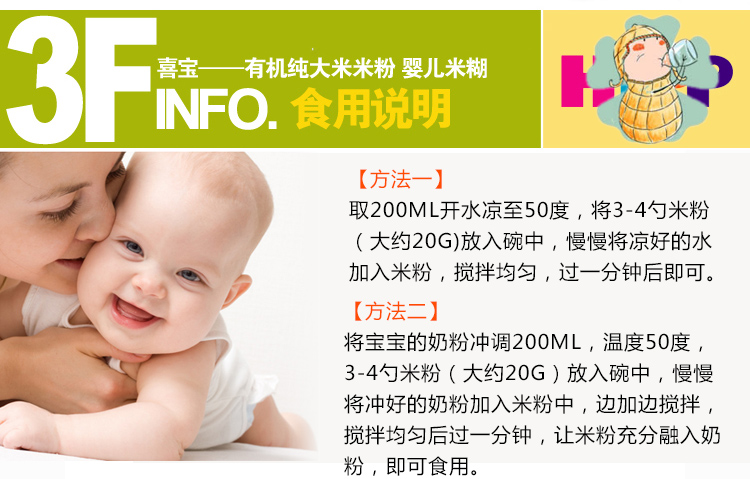 3F
喜宝——有机纯大米米粉 婴儿米糊
INFO. 食用说明
【方法一】
取200ML开水凉至50度，将3-4勺米粉
（大约20G)放入碗中，慢慢将凉好的水
加入米粉，搅拌均匀，过一分钟后即可。
【方法二】
将宝宝的奶粉冲调200ML，温度50度，
3-4勺米粉（大约20G）放入碗中，慢慢
将冲好的奶粉加入米粉中，边加边搅拌，
搅拌均匀后过一分钟，让米粉充分融入奶
粉，即可食用。